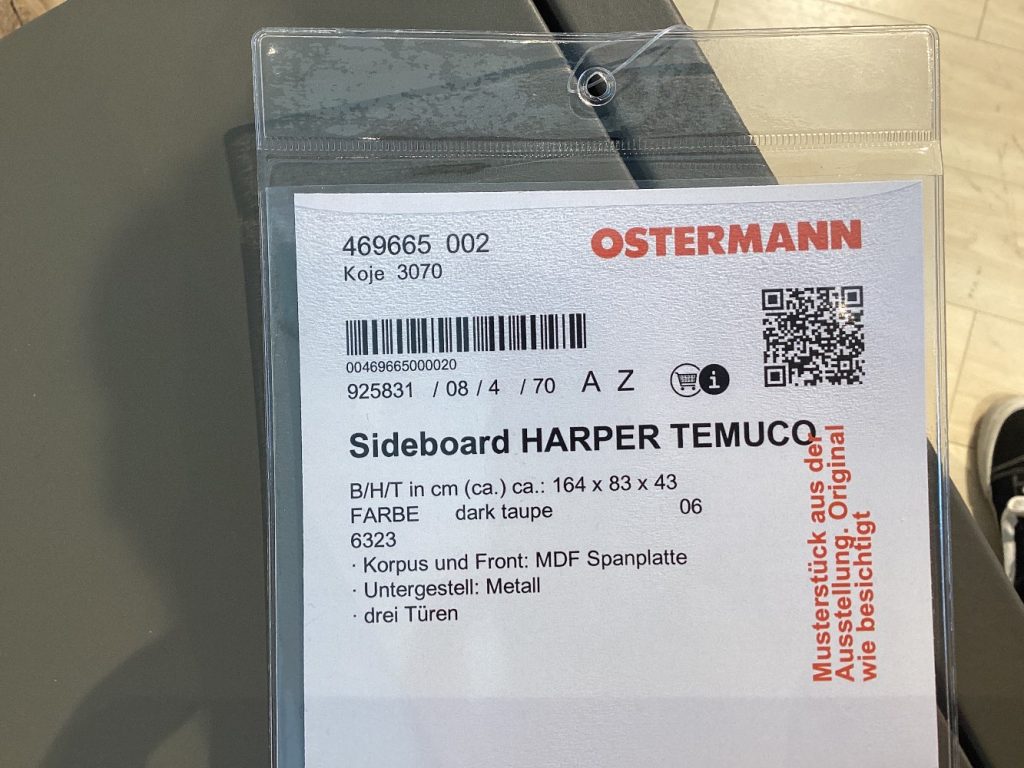 469665 002
Koje 3070
OSTERMANN
00469665000020
925831 / 08 / 4 / 70 A Z
Sideboard HARPER TEMUCO
B/H/T in cm (ca.) ca.: 164 x 83 x 43
FARBE dark taupe 06
6323
· Korpus und Front: MDF Spanplatte
· Untergestell: Metall
· drei Türen
Musterstück aus der
Ausstellung. Original
wie besichtigt